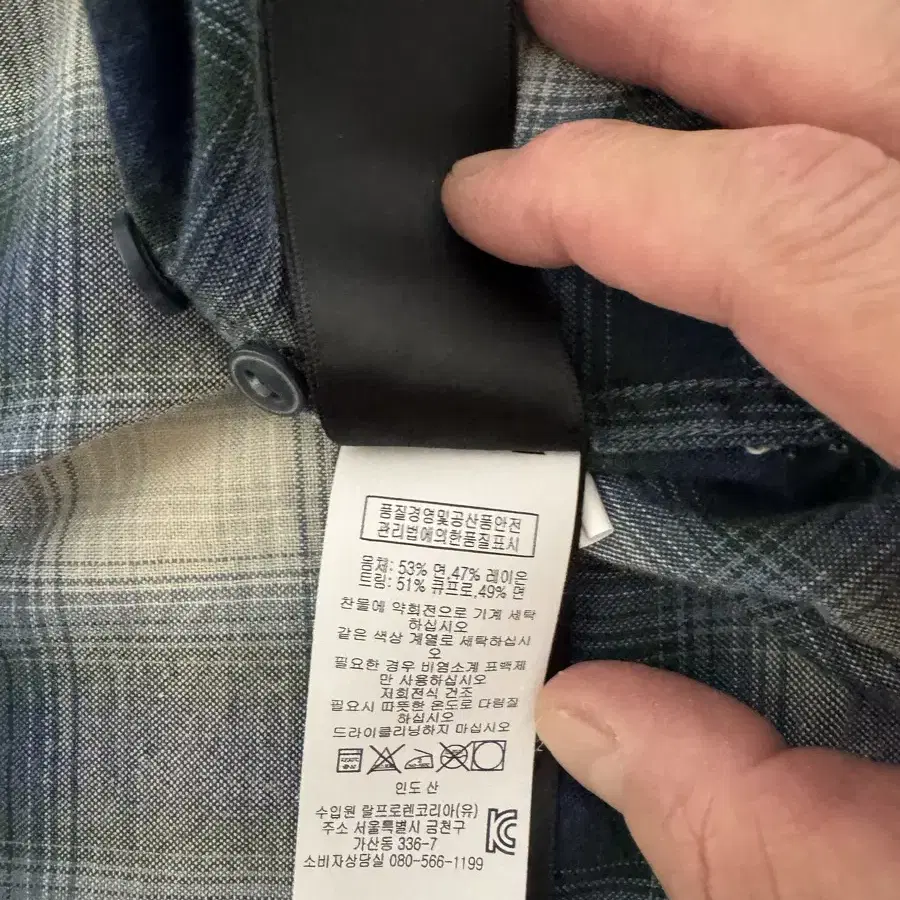 품질경영및공산품안전
관리법에의한품질표시
몸체: 53% 면,47% 레이온
트림: 51% 큐프로,49% 면
찬물에 약회전으로 기계 세탁
하십시오
같은 색상 계열로 세탁하십시
오
필요한 경우 비염소계 표백제
만 사용하십시오
저회전식 건조
필요시 따뜻한 온도로 다림질
하십시오
드라이클리닝하지 마십시오
인도 산
수입원 랄프로렌코리아(유)
주소 서울특별시 금천구
가산동 336-7
소비자상담실 080-566-1199